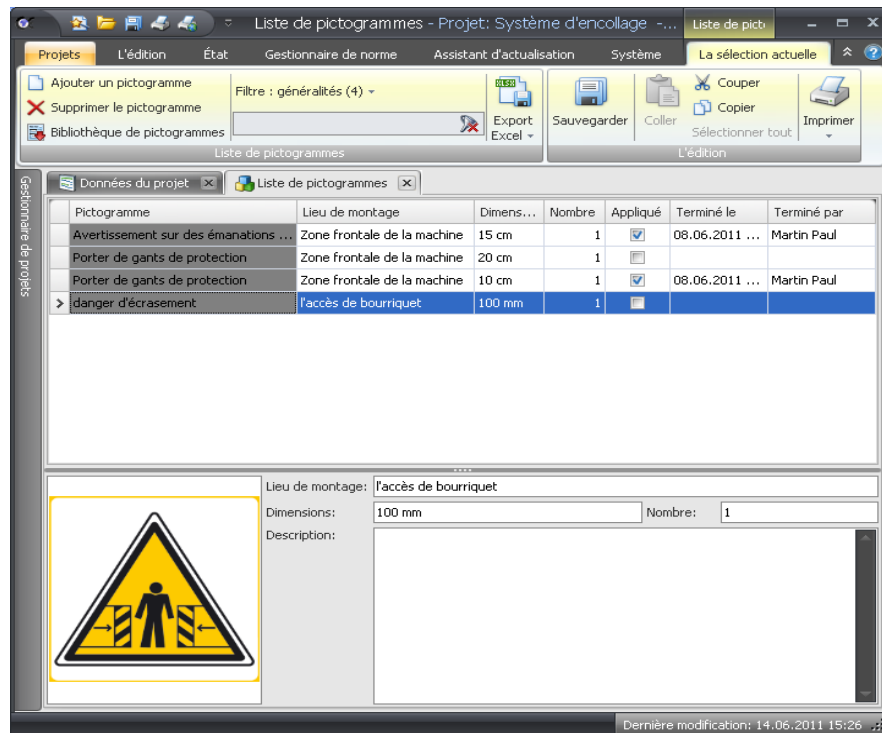 Liste de pictogrammes - Projet: Système d'encollage -... Liste de picto
Projets L'édition État Gestionnaire de norme Assistant d'actualisation Système La sélection actuelle
Ajouter un pictogramme
Supprimer le pictogramme
Bibliothèque de pictogrammes
Filtre : généralités (4)
Export Excel
Liste de pictogrammes
Sauvegarder
Coller
Couper
Copier
Sélectionner tout
Imprimer
L'édition
Gestionnaire de projets
Données du projet Liste de pictogrammes
Pictogramme Lieu de montage Dimens... Nombre Appliqué Terminé le Terminé par
Avertissement sur des émanations ... Zone frontale de la machine 15 cm 1 08.06.2011 ... Martin Paul
Porter de gants de protection Zone frontale de la machine 20 cm 1
Porter de gants de protection Zone frontale de la machine 10 cm 1 08.06.2011 ... Martin Paul
danger d'écrasement l'accès de bourriquet 100 mm 1
Lieu de montage: l'accès de bourriquet
Dimensions: 100 mm Nombre: 1
Description:
Dernière modification: 14.06.2011 15:26